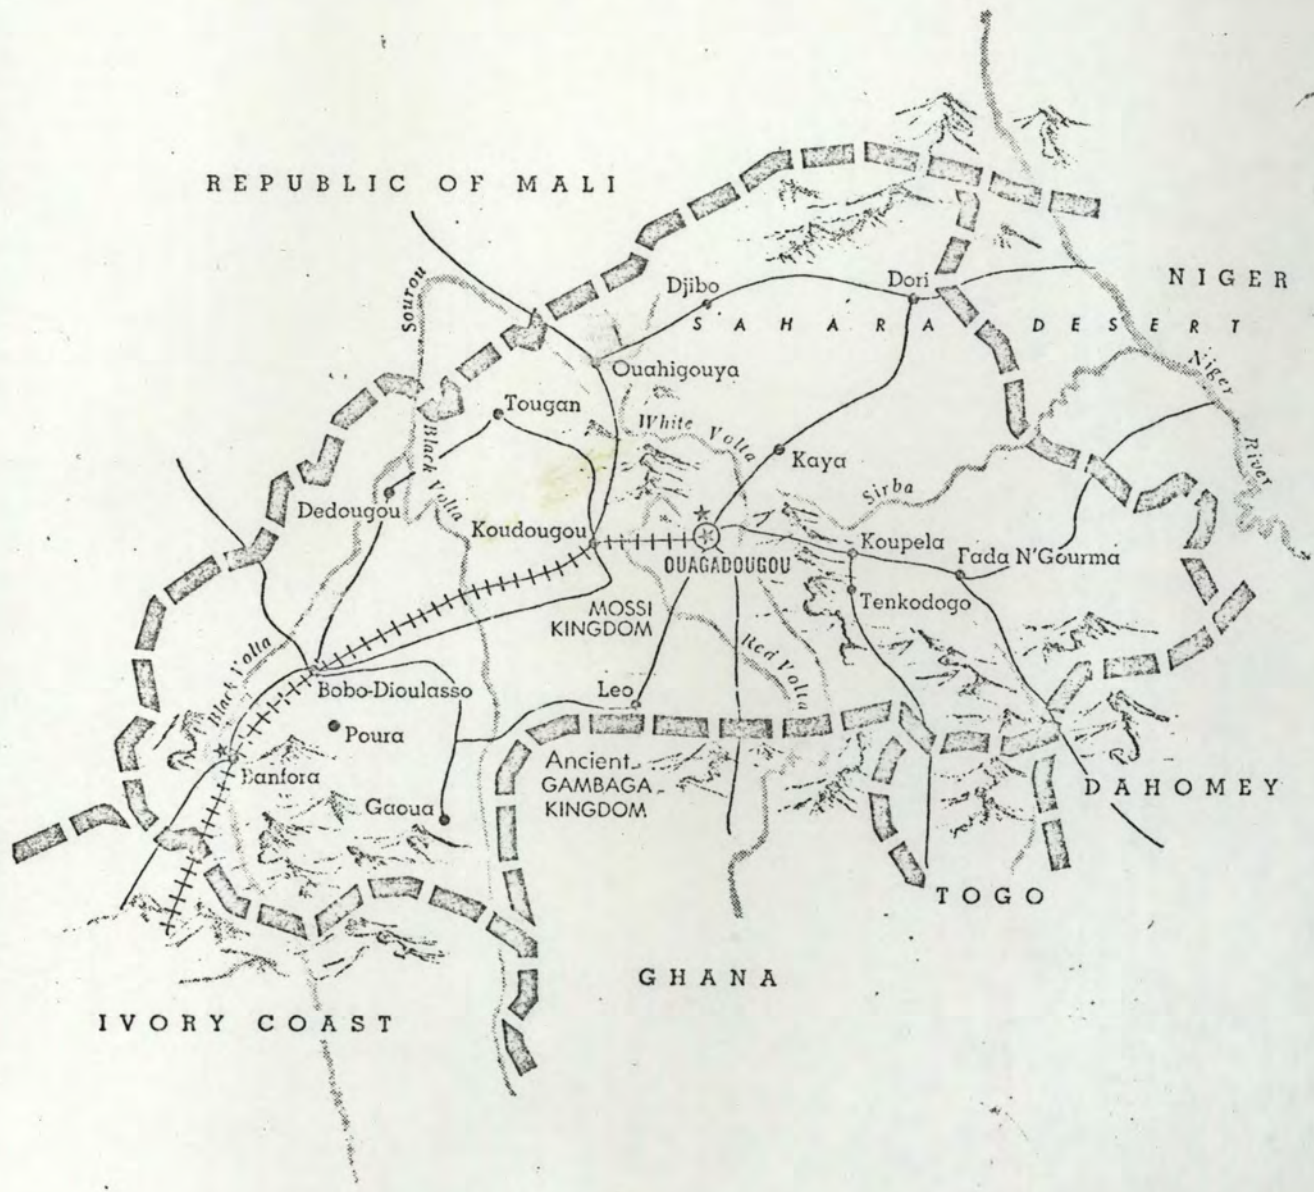 REPUBLIC OF MALI
NIGER
Sourou
Djibo
Dori
SAHARA DESERT
Ouahigouya
Niger River
Tougan
White Volta
Black Volta
Kaya
Sirba
Dedougou
Koudougou
OUAGADOUGOU
Koupela
Fada N'Gourma
Tenkodogo
MOSSI
KINGDOM
Red Volta
Black Volta
Bobo-Dioulasso
Leo
Poura
Banfora
Ancient
GAMBAGA
KINGDOM
Gaoua
DAHOMEY
TOGO
GHANA
IVORY COAST